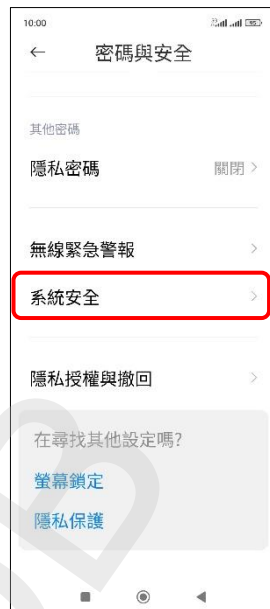 10:00
密碼與安全
其他密碼
隱私密碼 關閉
無線緊急警報
系統安全
隱私授權與撤回
在尋找其他設定嗎?
螢幕鎖定
隱私保護